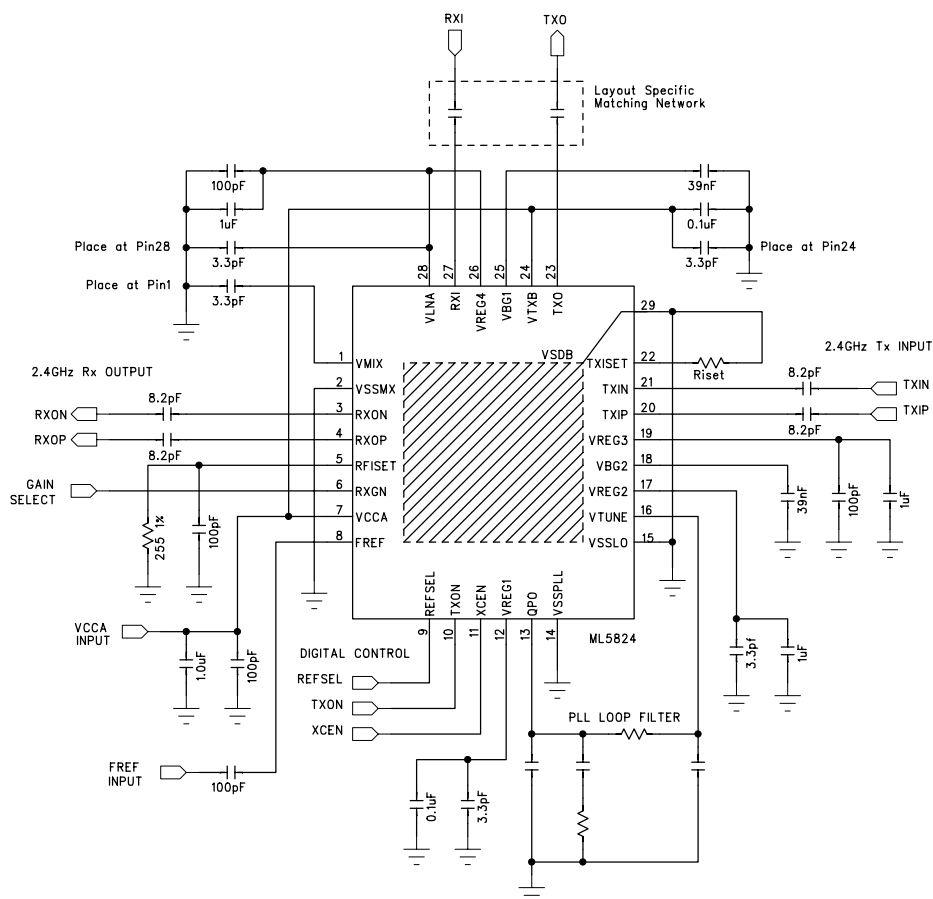 RXI TXO
Layout Specific
Matching Network
100pF 39nF
1uF 0.1uF
Place at Pin28 3.3pF 3.3pF Place at Pin24
Place at Pin1 3.3pF
28 27 26 25 24 23
VLNA RXI VREG4 VBG1 VTXB TXO
29
VSDB
1 VMIX TXISET 22 Riset
2.4GHz Rx OUTPUT
2.4GHz Tx INPUT
2 VSSMX TXIN 21 8.2pF TXIN
RXON 8.2pF 3 RXON TXIP 20 8.2pF TXIP
RXOP 8.2pF 4 RXOP VREG3 19
5 RFISET VBG2 18
GAIN
SELECT
6 RXGN VREG2 17
7 VCCA VTUNE 16
8 FREF VSSLO 15
255 1% 100pF
39nF 100pF 1uF
REFSEL TXON XCEN VREG1 QPO VSSPLL
9 10 11 12 13 14
ML5824
VCCA
INPUT
1.0uF 100pF
3.3pf 1uF
DIGITAL CONTROL
REFSEL
TXON
XCEN
PLL LOOP FILTER
FREF
INPUT
100pF
0.1uF 3.3pF